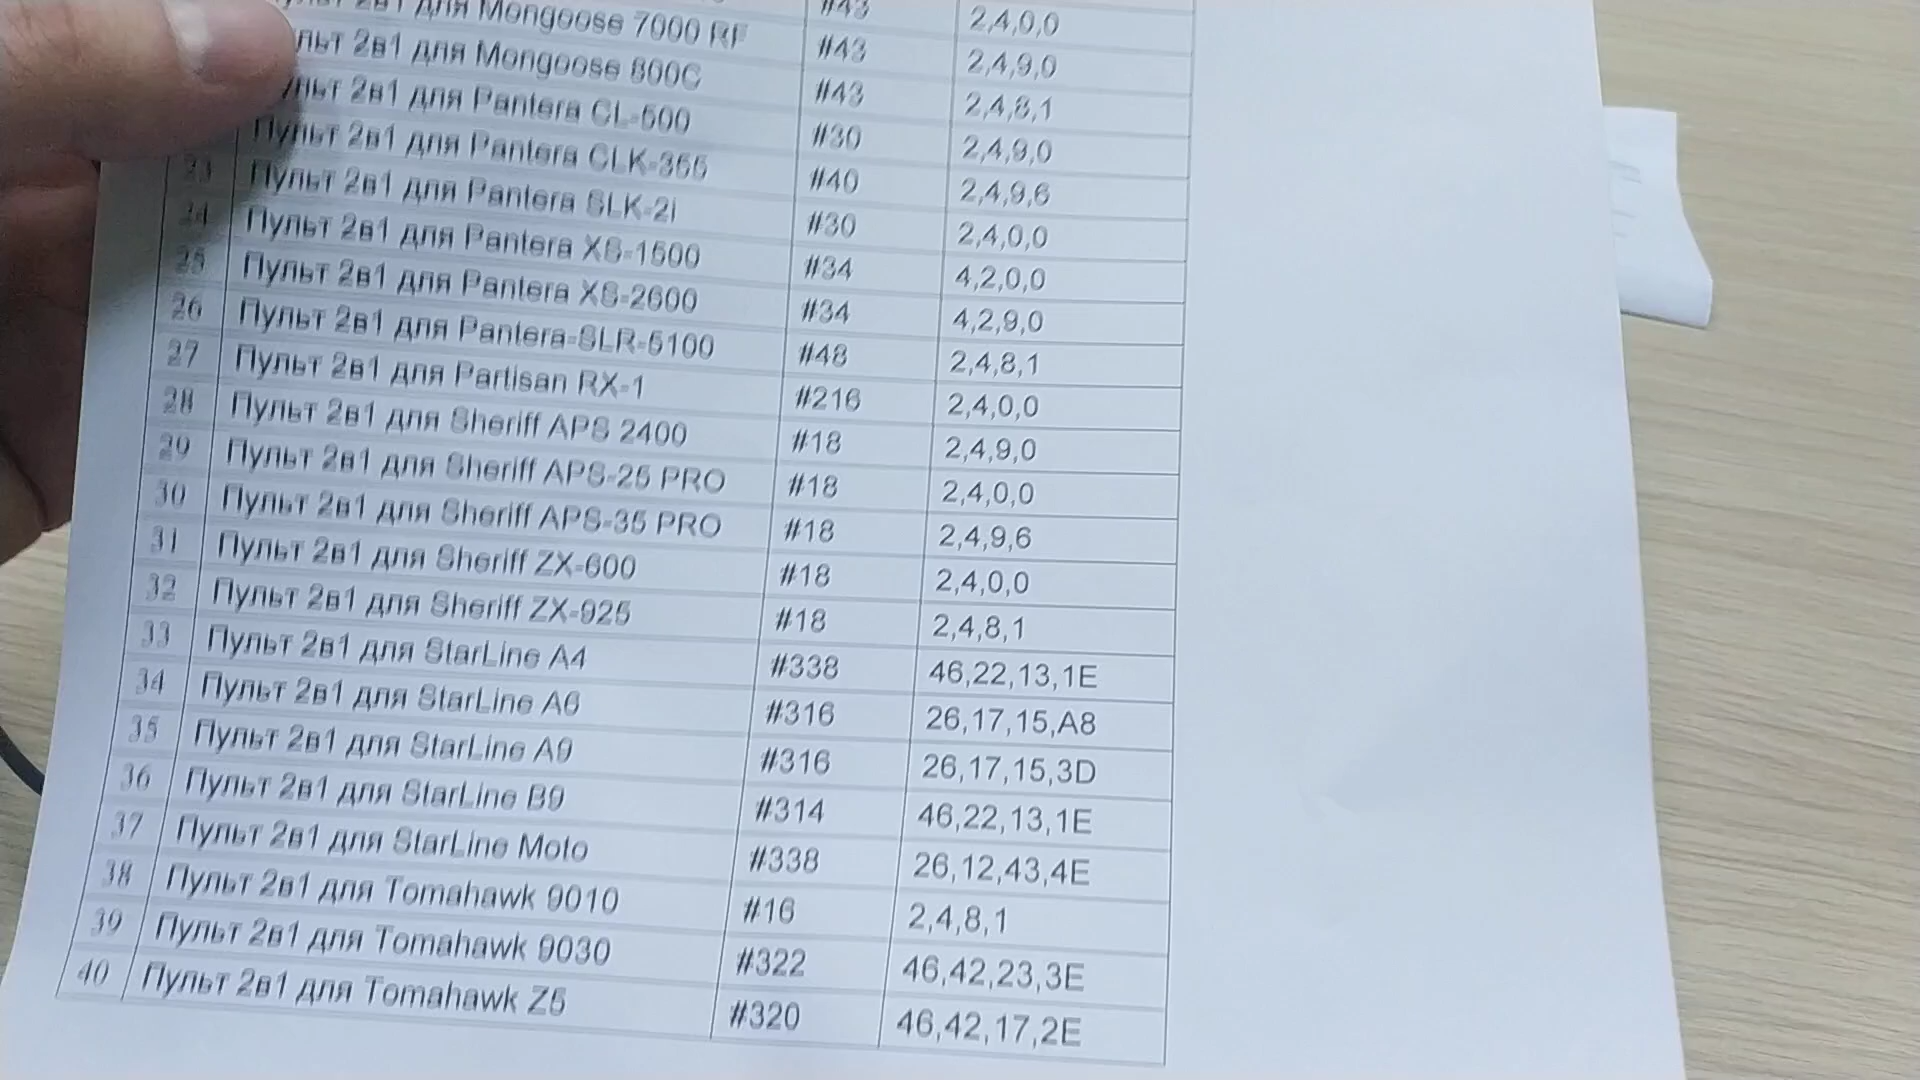 #43 2,4,0,0
2в1 для Mongoose 7000 RF #43 2,4,9,0
2в1 для Mongoose 800C #43 2,4,8,1
2в1 для Pantera CL-500 #30 2,4,9,0
Пульт 2в1 для Pantera CLK-355 #40 2,4,9,6
23 Пульт 2в1 для Pantera SLK-2i #30 2,4,0,0
24 Пульт 2в1 для Pantera XS-1500 #34 4,2,0,0
25 Пульт 2в1 для Pantera XS-2600 #34 4,2,9,0
26 Пульт 2в1 для Pantera-SLR-5100 #48 2,4,8,1
27 Пульт 2в1 для Partisan RX-1 #216 2,4,0,0
28 Пульт 2в1 для Sheriff APS 2400 #18 2,4,9,0
29 Пульт 2в1 для Sheriff APS-25 PRO #18 2,4,0,0
30 Пульт 2в1 для Sheriff APS-35 PRO #18 2,4,9,6
31 Пульт 2в1 для Sheriff ZX-600 #18 2,4,0,0
32 Пульт 2в1 для Sheriff ZX-925 #18 2,4,8,1
33 Пульт 2в1 для StarLine A4 #338 46,22,13,1E
34 Пульт 2в1 для StarLine A6 #316 26,17,15,A8
35 Пульт 2в1 для StarLine A9 #316 26,17,15,3D
36 Пульт 2в1 для StarLine B9 #314 46,22,13,1E
37 Пульт 2в1 для StarLine Moto #338 26,12,43,4E
38 Пульт 2в1 для Tomahawk 9010 #16 2,4,8,1
39 Пульт 2в1 для Tomahawk 9030 #322 46,42,23,3E
40 Пульт 2в1 для Tomahawk Z5 #320 46,42,17,2E